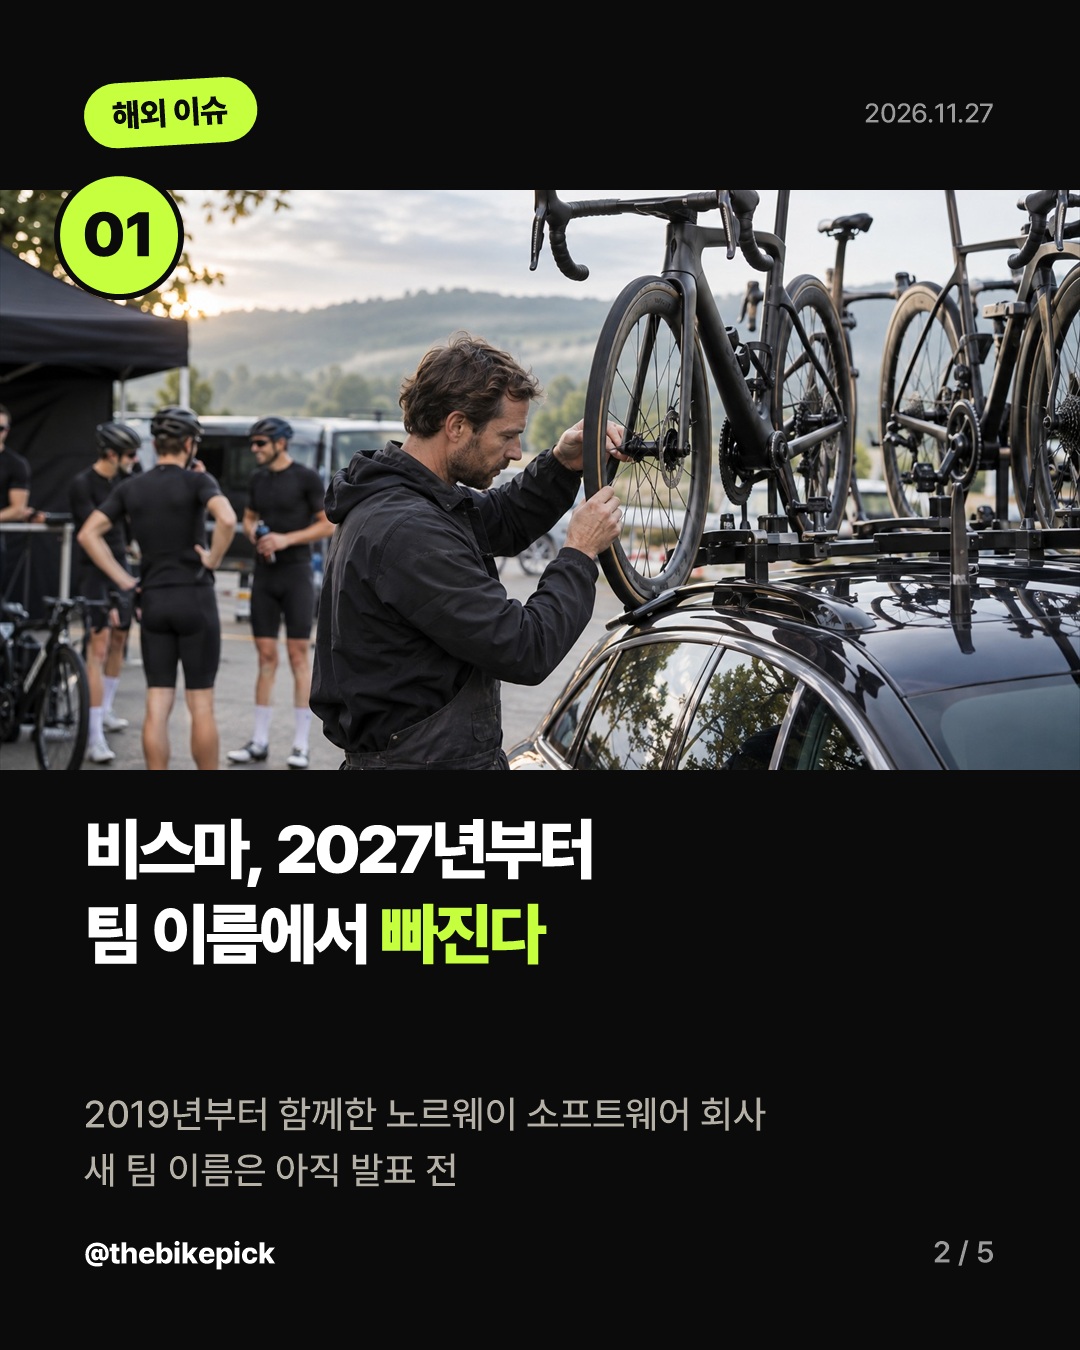 해외 이슈
2026.11.27
01
비스마, 2027년부터
팀 이름에서 빠진다
2019년부터 함께한 노르웨이 소프트웨어 회사
새 팀 이름은 아직 발표 전
@thebikepick
2 / 5